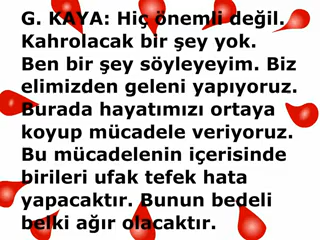 G. KAYA: Hiç önemli değil.
Kahrolacak bir şey yok.
Ben bir şey söyleyeyim. Biz
elimizden geleni yapıyoruz.
Burada hayatımızı ortaya
koyup mücadele veriyoruz.
Bu mücadelenin içerisinde
birileri ufak tefek hata
yapacaktır. Bunun bedeli
belki ağır olacaktır.